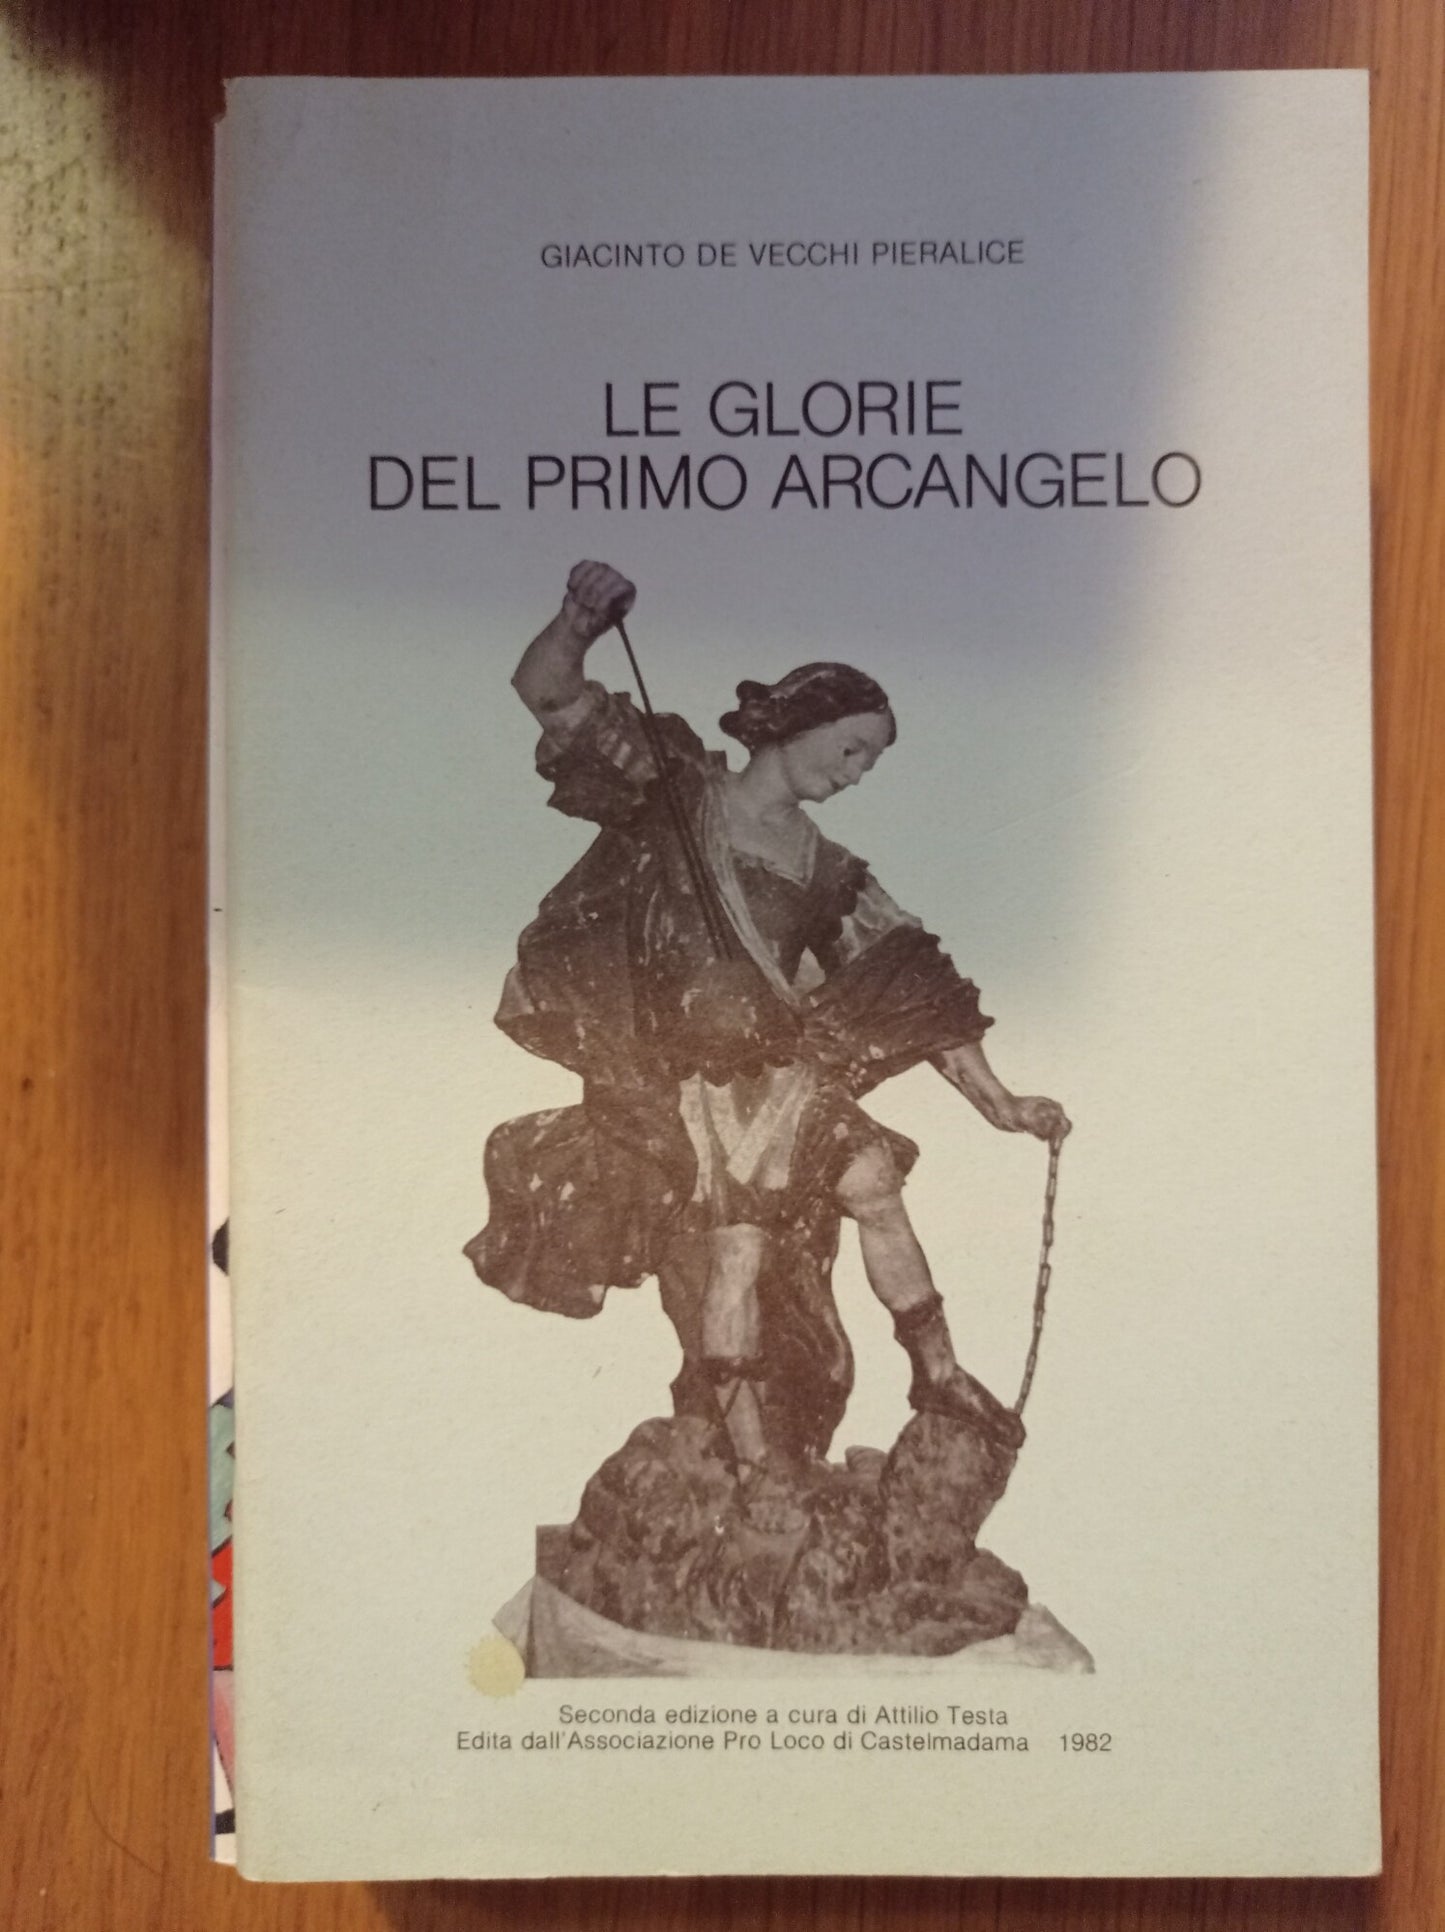 GIACINTO DE VECCHI PIERALICE
LE GLORIE
DEL PRIMO ARCANGELO
Seconda edizione a cura di Attilio Testa
Edita dall'Associazione Pro Loco di Castelmadama 1982